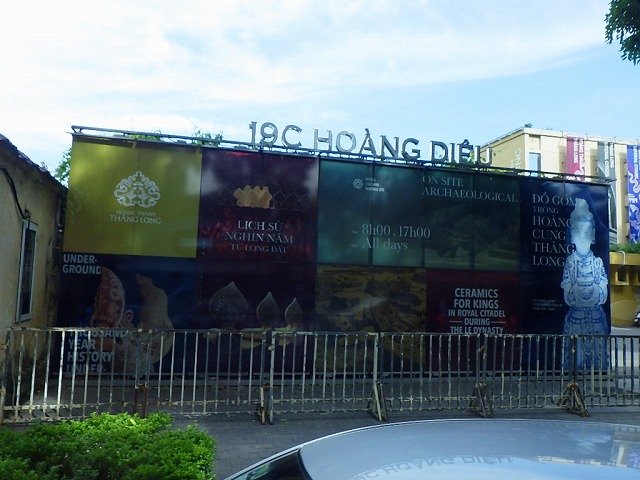 19C HOÀNG DIỆU
HOÀNG THÀNH
THĂNG LONG
LỊCH SỬ
NGHÌN NĂM
TỪ LÒNG ĐẤT
8h00 - 17h00
All days
ON SITE
ARCHAEOLOGICAL
ĐỒ GỐM
TRONG
HOÀNG
CUNG
THĂNG
LONG
UNDER-
GROUND
YEAR
HISTORY
UNDER
CERAMICS
FOR KINGS
IN ROYAL CITADEL
DURING
THE LE DYNASTY